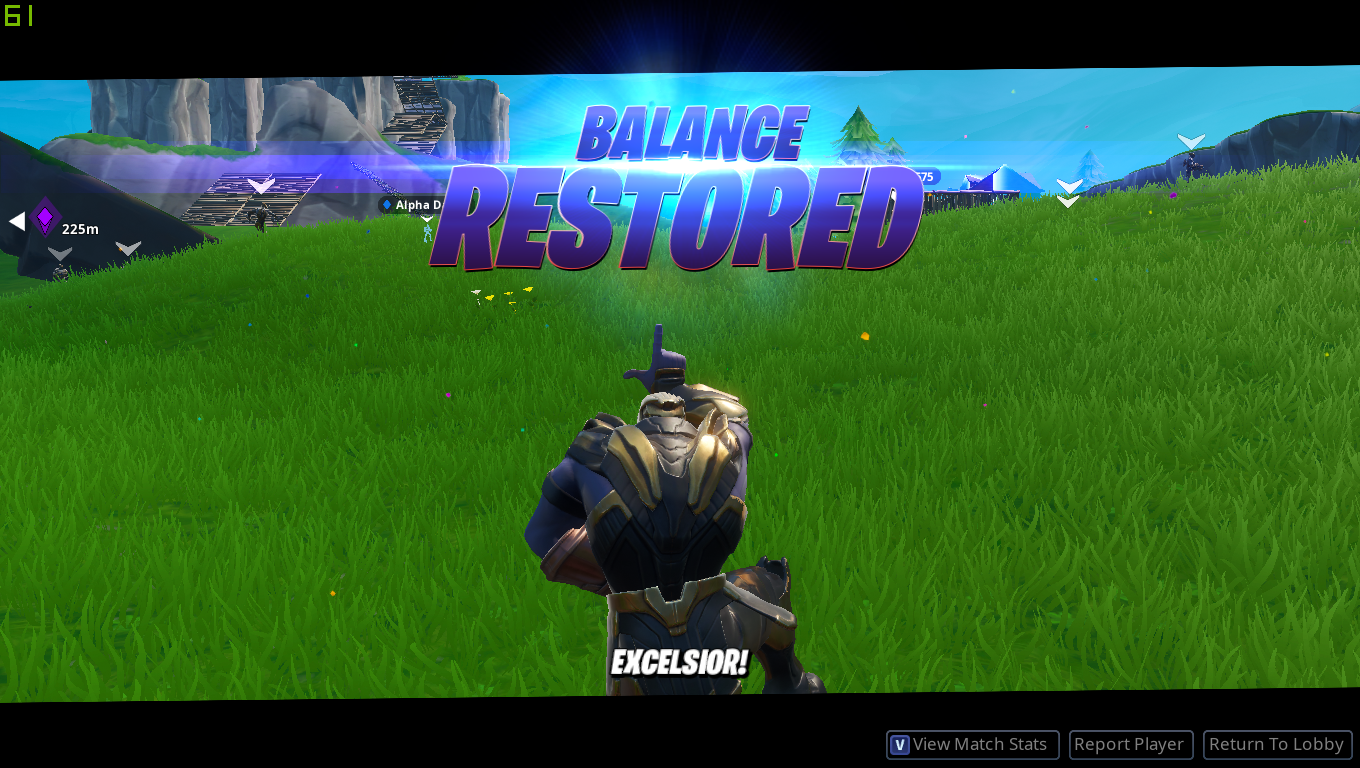 61
BALANCE
RESTORED
Alpha D
75
225m
EXCELSIOR!
V View Match Stats
Report Player
Return To Lobby